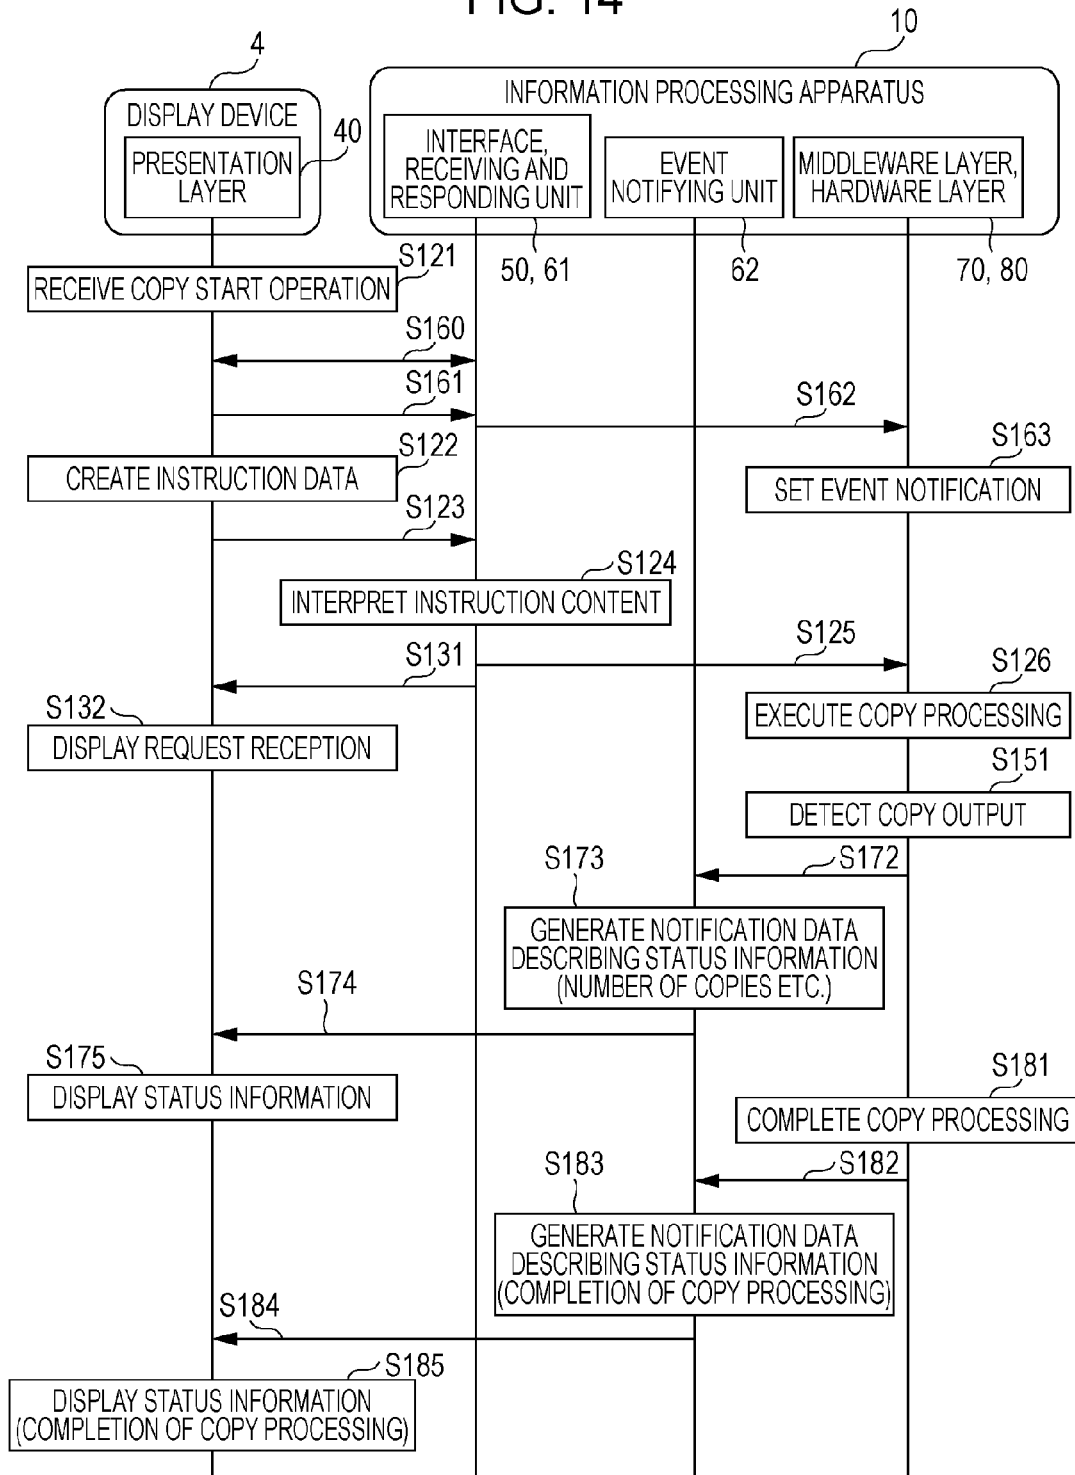 FIG. 14
4
10
DISPLAY DEVICE
40
PRESENTATION
LAYER
INFORMATION PROCESSING APPARATUS
INTERFACE,
RECEIVING AND
RESPONDING UNIT
EVENT
NOTIFYING UNIT
MIDDLEWARE LAYER,
HARDWARE LAYER
50, 61
62
70, 80
S121
RECEIVE COPY START OPERATION
S160
S161
S162
S122
CREATE INSTRUCTION DATA
S163
SET EVENT NOTIFICATION
S123
S124
INTERPRET INSTRUCTION CONTENT
S125
S131
S126
EXECUTE COPY PROCESSING
S132
DISPLAY REQUEST RECEPTION
S151
DETECT COPY OUTPUT
S172
S173
GENERATE NOTIFICATION DATA
DESCRIBING STATUS INFORMATION
(NUMBER OF COPIES ETC.)
S174
S175
DISPLAY STATUS INFORMATION
S181
COMPLETE COPY PROCESSING
S182
S183
GENERATE NOTIFICATION DATA
DESCRIBING STATUS INFORMATION
(COMPLETION OF COPY PROCESSING)
S184
S185
DISPLAY STATUS INFORMATION
(COMPLETION OF COPY PROCESSING)